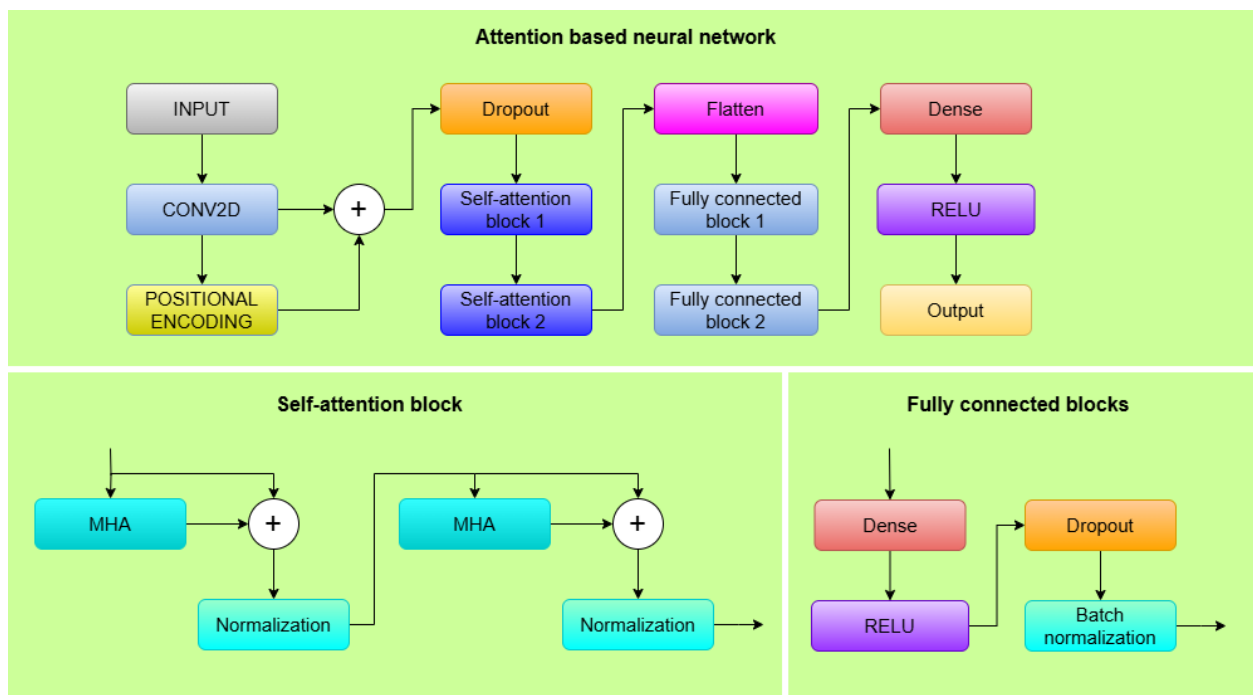 Attention based neural network
INPUT
CONV2D
POSITIONAL
ENCODING
+
Dropout
Self-attention
block 1
Self-attention
block 2
Flatten
Fully connected
block 1
Fully connected
block 2
Dense
RELU
Output
Self-attention block
MHA
+
Normalization
MHA
+
Normalization
Fully connected blocks
Dense
RELU
Dropout
Batch
normalization